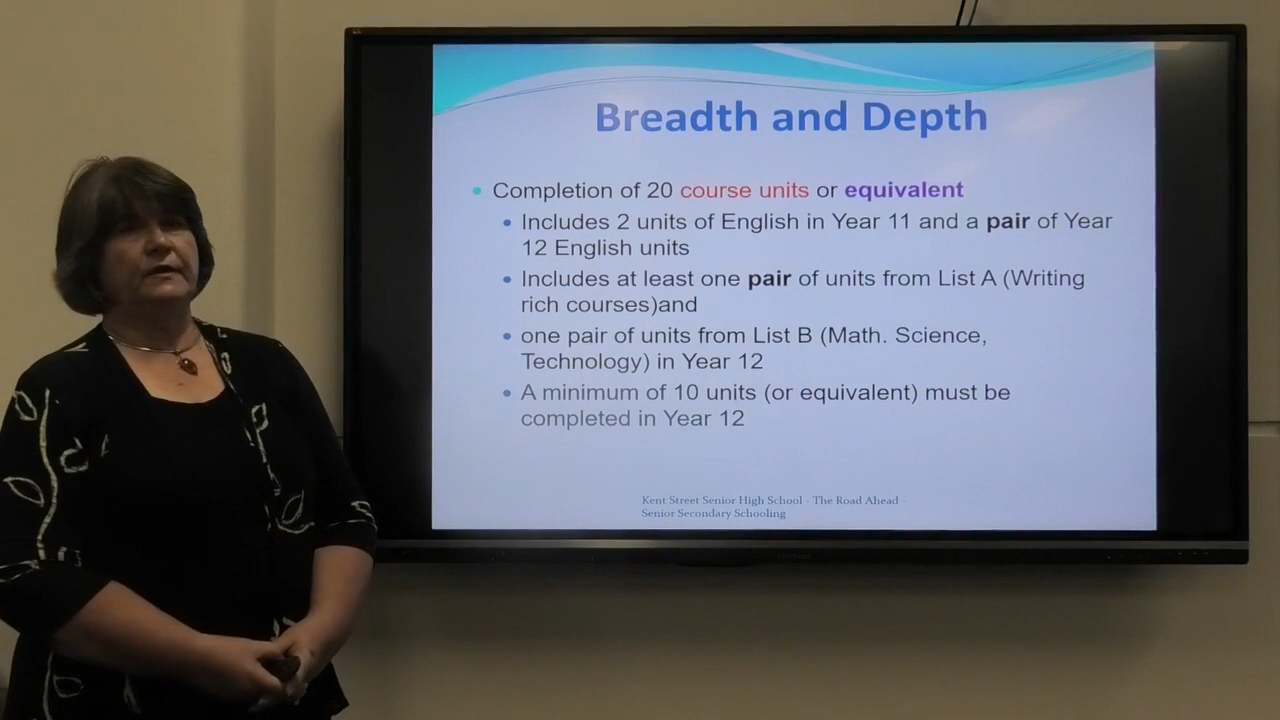 Breadth and Depth
• Completion of 20 course units or equivalent
• Includes 2 units of English in Year 11 and a pair of Year
12 English units
• Includes at least one pair of units from List A (Writing
rich courses)and
• one pair of units from List B (Math. Science,
Technology) in Year 12
• A minimum of 10 units (or equivalent) must be
completed in Year 12
Kent Street Senior High School - The Road Ahead -
Senior Secondary Schooling